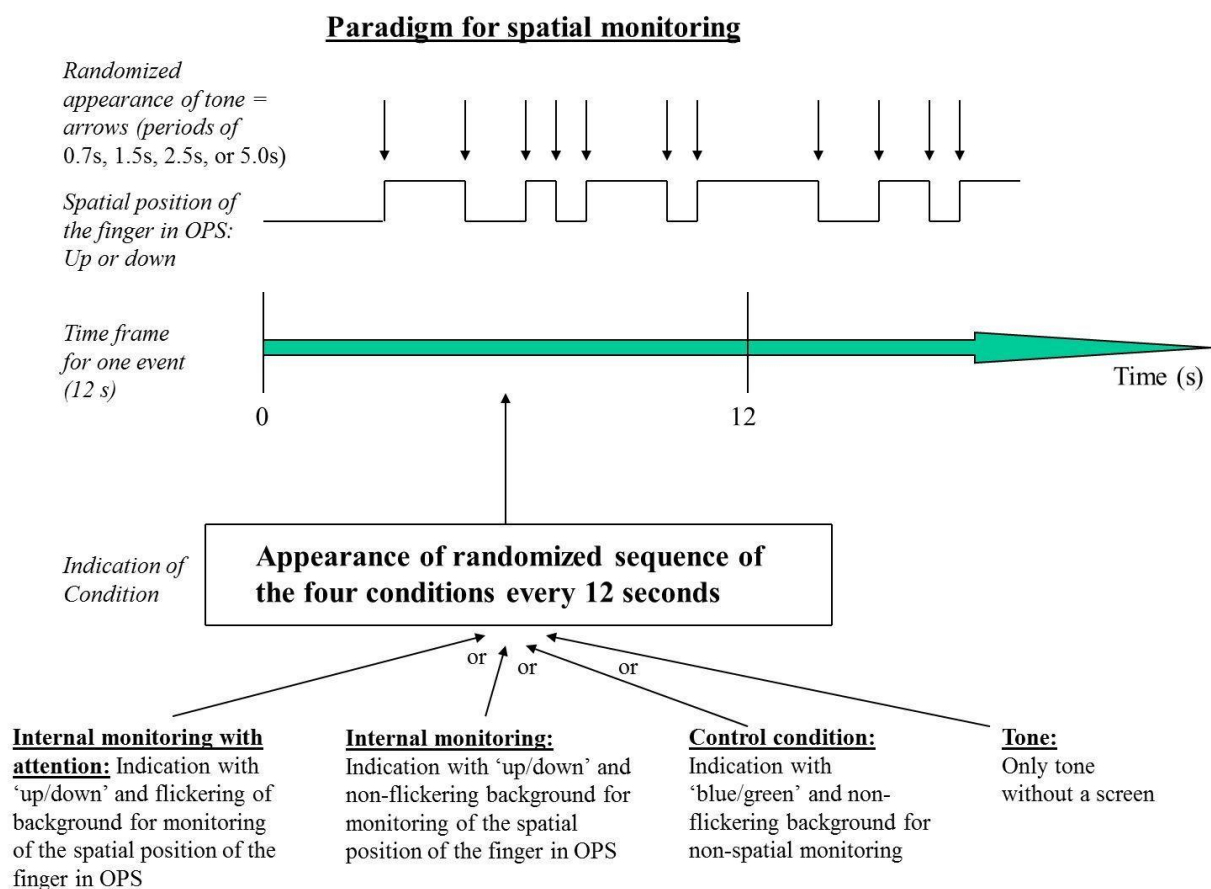 Paradigm for spatial monitoring
Randomized
appearance of tone =
arrows (periods of
0.7s, 1.5s, 2.5s, or 5.0s)
Spatial position of
the finger in OPS:
Up or down
Time frame
for one event
(12 s)
Time (s)
0
12
Indication of
Condition
Appearance of randomized sequence of
the four conditions every 12 seconds
or
or
or
Internal monitoring with
attention: Indication with
‘up/down’ and flickering of
background for monitoring
of the spatial position of the
finger in OPS
Internal monitoring:
Indication with ‘up/down’ and
non-flickering background for
monitoring of the spatial
position of the finger in OPS
Control condition:
Indication with
‘blue/green’ and non-
flickering background for
non-spatial monitoring
Tone:
Only tone
without a screen